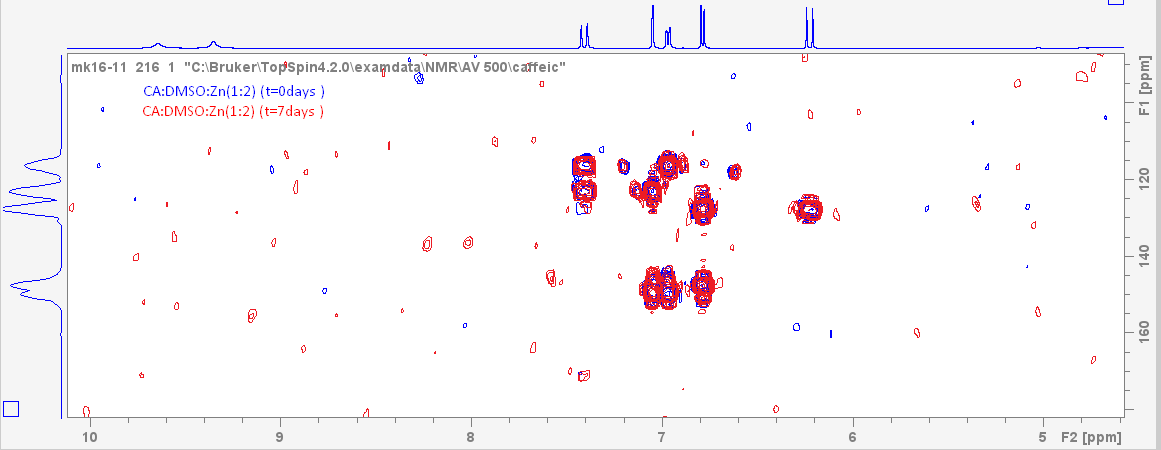 mk16-11 216 1 "C:\Bruker\TopSpin4.2.0\examdata\NMR\AV 500\caffeic"
CA:DMSO:Zn(1:2) (t=0days )
CA:DMSO:Zn(1:2) (t=7days )
F1 [ppm]
120
140
160
10
9
8
7
6
5
F2 [ppm]